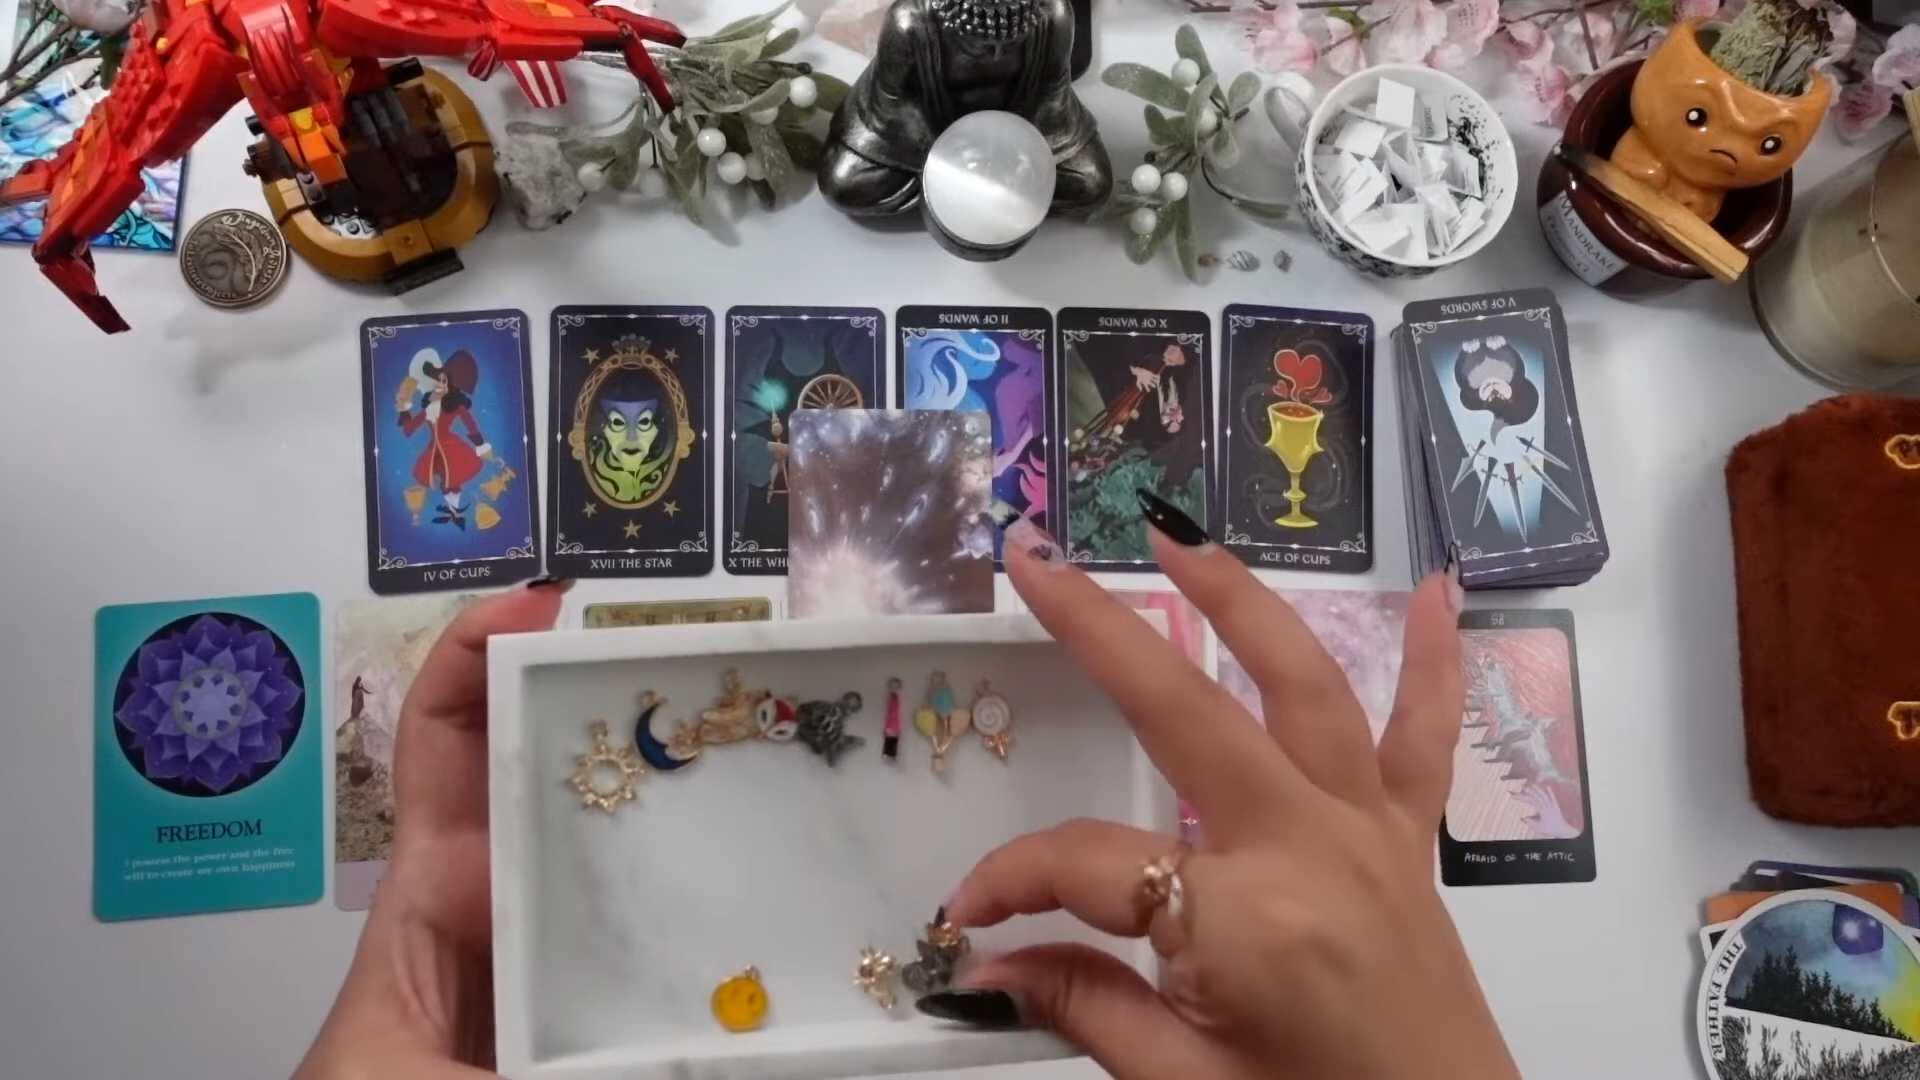 Wingardium
Leviosa
MANDRAKE
IV OF CUPS
XVII THE STAR
X THE WH
II OF WANDS
X OF WANDS
ACE OF CUPS
V OF SWORDS
FREEDOM
I possess the power and the free
will to create my own happiness
58
AFRAID OF THE ATTIC
THE FATHER